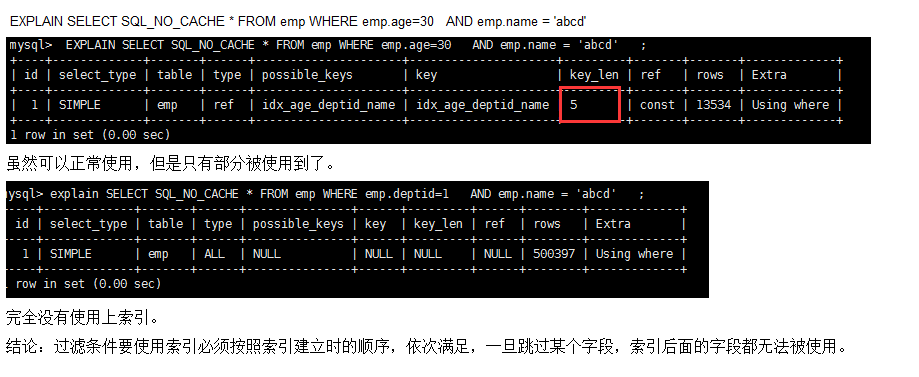 EXPLAIN SELECT SQL_NO_CACHE * FROM emp WHERE emp.age=30   AND emp.name = 'abcd'
mysql>  EXPLAIN SELECT SQL_NO_CACHE * FROM emp WHERE emp.age=30   AND emp.name = 'abcd'   ;
+----+-------------+-------+------+--------------------+--------------------+---------+-------+-------+-------------+
| id | select_type | table | type | possible_keys      | key                | key_len | ref   | rows  | Extra       |
+----+-------------+-------+------+--------------------+--------------------+---------+-------+-------+-------------+
|  1 | SIMPLE      | emp   | ref  | idx_age_deptid_name | idx_age_deptid_name | 5       | const | 13534 | Using where |
+----+-------------+-------+------+--------------------+--------------------+---------+-------+-------+-------------+
1 row in set (0.00 sec)
虽然可以正常使用，但是只有部分被使用到了。
mysql> explain SELECT SQL_NO_CACHE * FROM emp WHERE emp.deptid=1   AND emp.name = 'abcd'   ;
----+-------------+-------+------+---------------+------+---------+------+--------+-------------+
 id | select_type | table | type | possible_keys | key  | key_len | ref  | rows   | Extra       |
----+-------------+-------+------+---------------+------+---------+------+--------+-------------+
  1 | SIMPLE      | emp   | ALL  | NULL          | NULL | NULL    | NULL | 500397 | Using where |
----+-------------+-------+------+---------------+------+---------+------+--------+-------------+
1 row in set (0.00 sec)
完全没有使用上索引。
结论：过滤条件要使用索引必须按照索引建立时的顺序，依次满足，一旦跳过某个字段，索引后面的字段都无法被使用。